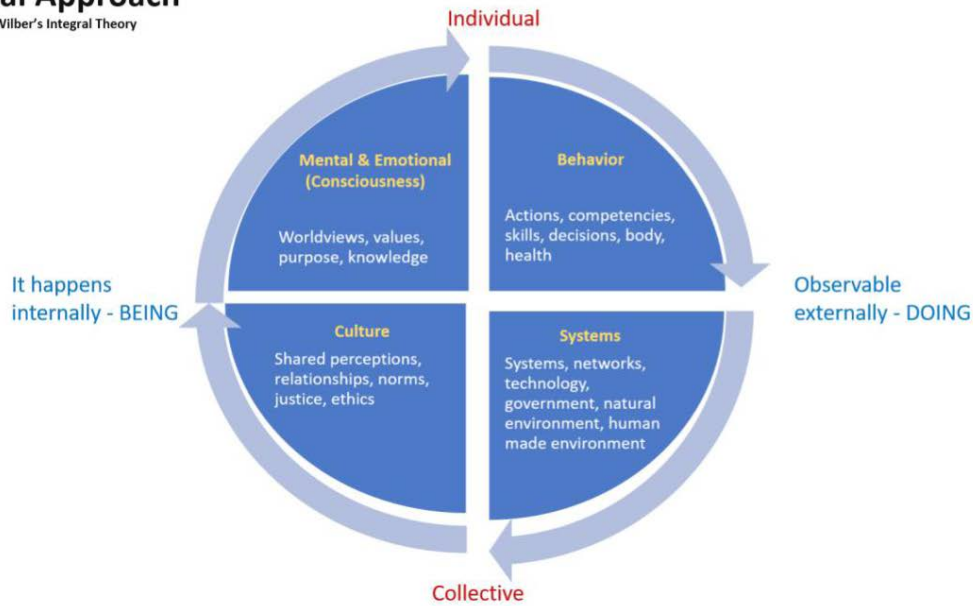 al Approach
Wilber's Integral Theory
Individual
Mental & Emotional
(Consciousness)
Worldviews, values,
purpose, knowledge
Behavior
Actions, competencies,
skills, decisions, body,
health
It happens
internally - BEING
Observable
externally - DOING
Culture
Shared perceptions,
relationships, norms,
justice, ethics
Systems
Systems, networks,
technology,
government, natural
environment, human
made environment
Collective